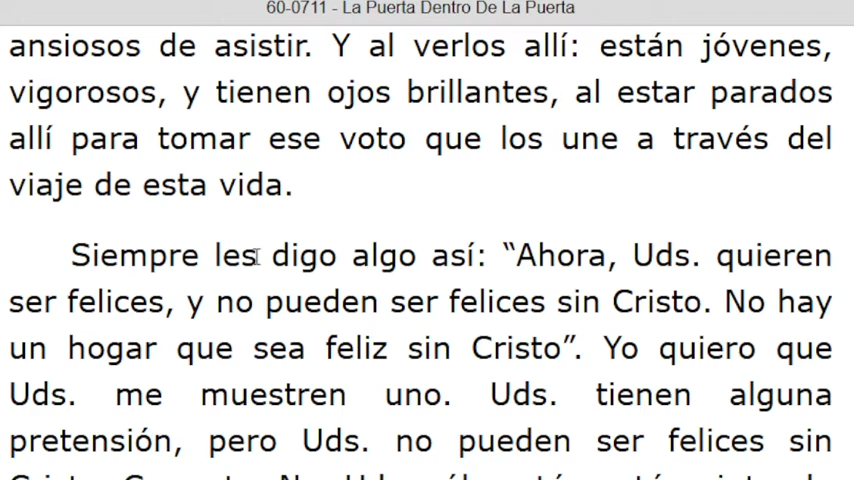 60-0711 - La Puerta Dentro De La Puerta
ansiosos de asistir. Y al verlos allí: están jóvenes,
vigorosos, y tienen ojos brillantes, al estar parados
allí para tomar ese voto que los une a través del
viaje de esta vida.
Siempre les digo algo así: “Ahora, Uds. quieren
ser felices, y no pueden ser felices sin Cristo. No hay
un hogar que sea feliz sin Cristo”. Yo quiero que
Uds. me muestren uno. Uds. tienen alguna
pretensión, pero Uds. no pueden ser felices sin